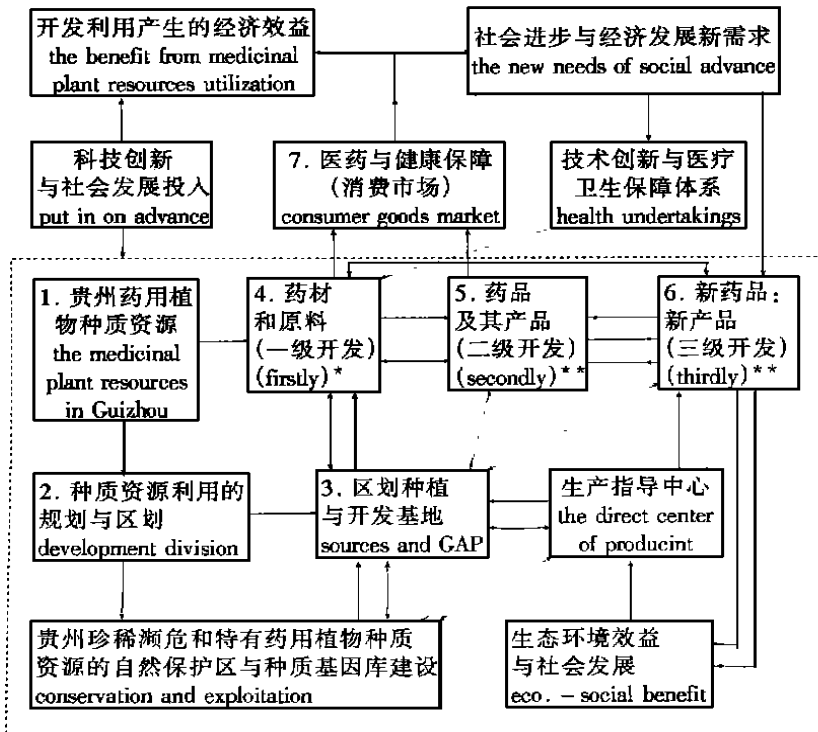 开发利用产生的经济效益
the benefit from medicinal
plant resources utilization
社会进步与经济发展新需求
the new needs of social advance
科技创新
与社会发展投入
put in on advance
7. 医药与健康保障
(消费市场)
consumer goods market
技术创新与医疗
卫生保障体系
health undertakings
1. 贵州药用植
物种质资源
the medicinal
plant resources
in Guizhou
4. 药材
和原料
(一级开发)
(firstly)*
5. 药品
及其产品
(二级开发)
(secondly)**
6. 新药品:
新产品
(三级开发)
(thirdly)**
2. 种质资源利用的
规划与区划
development division
3. 区划种植
与开发基地
sources and GAP
生产指导中心
the direct center
of producint
贵州珍稀濒危和特有药用植物种质
资源的自然保护区与种质基因库建设
conservation and exploitation
生态环境效益
与社会发展
eco. - social benefit